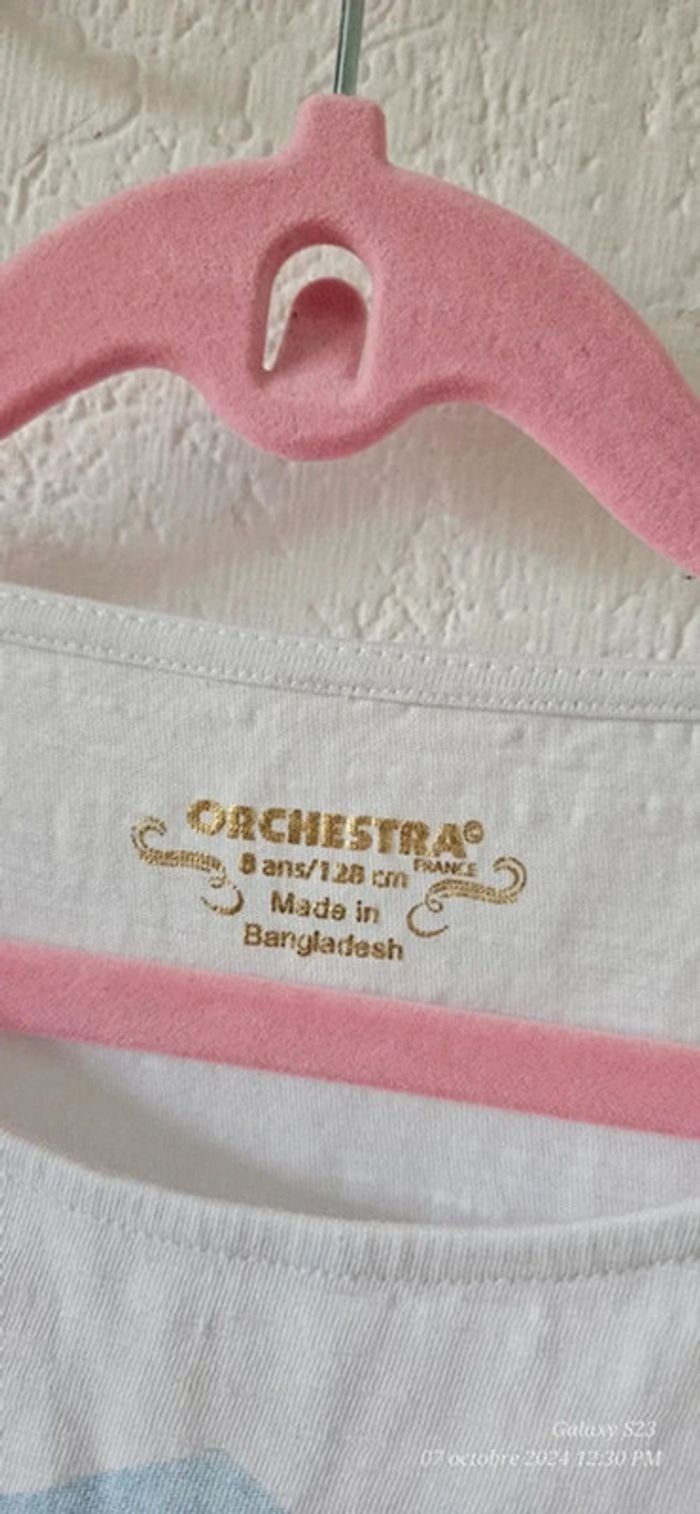 ORCHESTRA©
FRANCE
8 ans/128 cm
Made in
Bangladesh
Galaxy S23
07 octobre 2024 12:30 PM